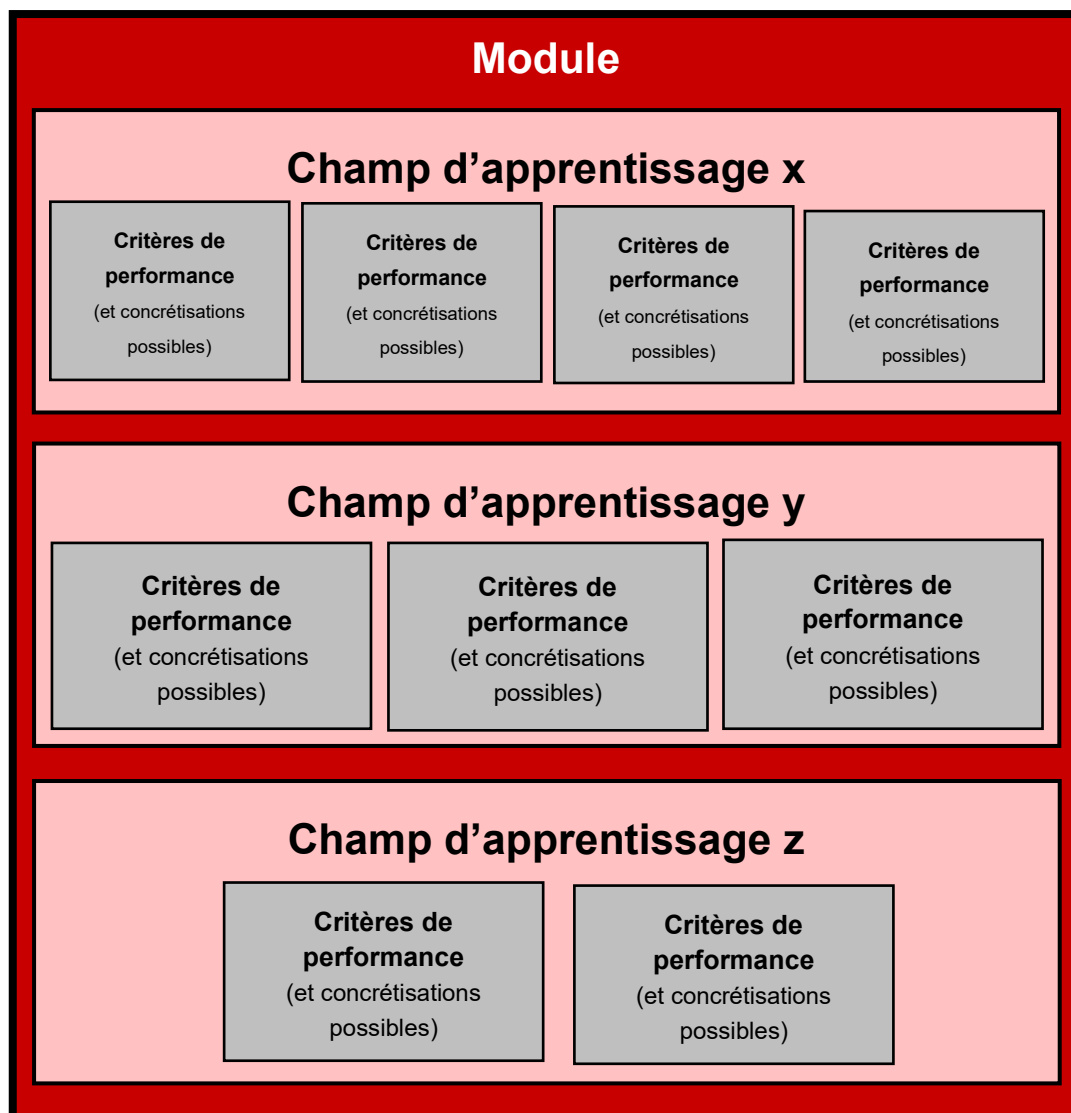 Module
Champ d’apprentissage x
Critères de
performance
(et concrétisations
possibles)
Critères de
performance
(et concrétisations
possibles)
Critères de
performance
(et concrétisations
possibles)
Critères de
performance
(et concrétisations
possibles)
Champ d’apprentissage y
Critères de
performance
(et concrétisations
possibles)
Critères de
performance
(et concrétisations
possibles)
Critères de
performance
(et concrétisations
possibles)
Champ d’apprentissage z
Critères de
performance
(et concrétisations
possibles)
Critères de
performance
(et concrétisations
possibles)